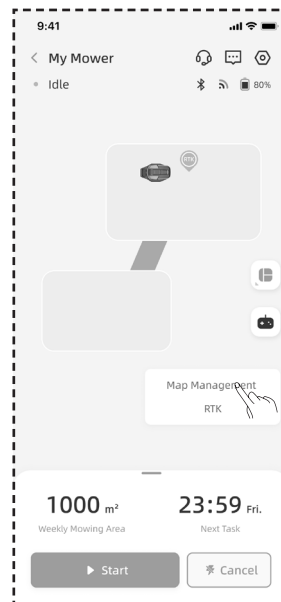 9:41
My Mower
Idle
80%
RTK
Map Management
RTK
1000 m² 23:59 Fri.
Weekly Mowing Area Next Task
Start Cancel